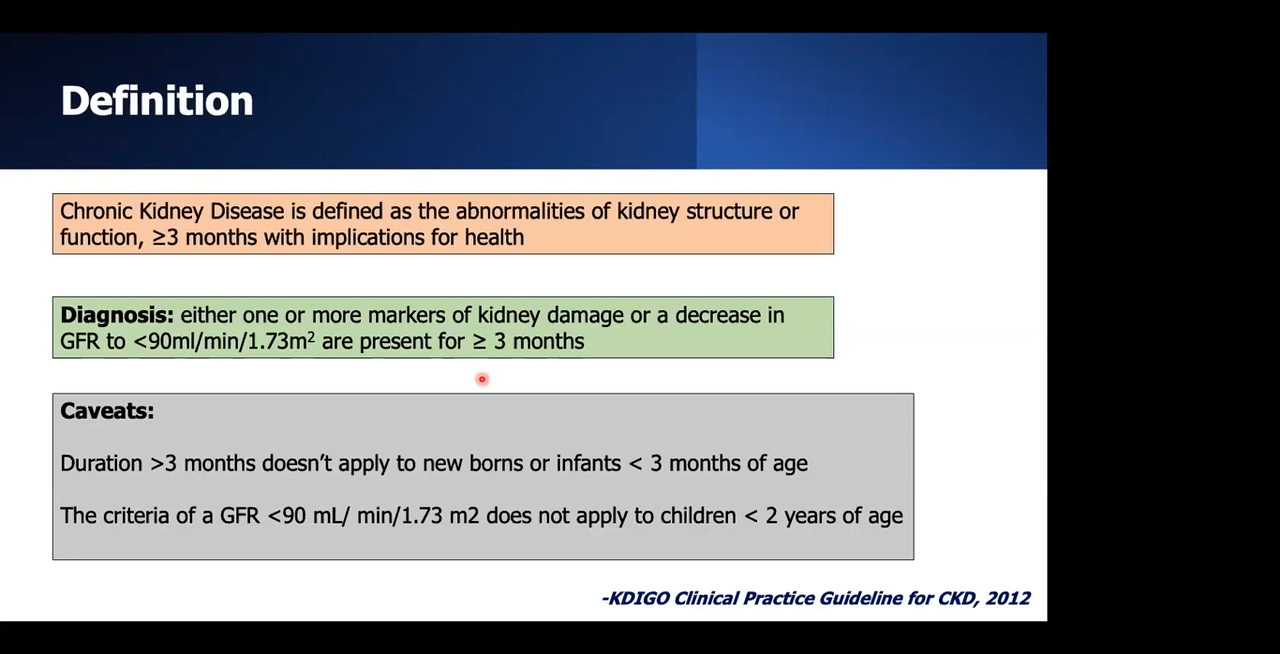 Definition
Chronic Kidney Disease is defined as the abnormalities of kidney structure or
function, ≥3 months with implications for health
Diagnosis: either one or more markers of kidney damage or a decrease in
GFR to <90ml/min/1.73m² are present for ≥ 3 months
Caveats:
Duration >3 months doesn’t apply to new borns or infants < 3 months of age
The criteria of a GFR <90 mL/ min/1.73 m2 does not apply to children < 2 years of age
-KDIGO Clinical Practice Guideline for CKD, 2012